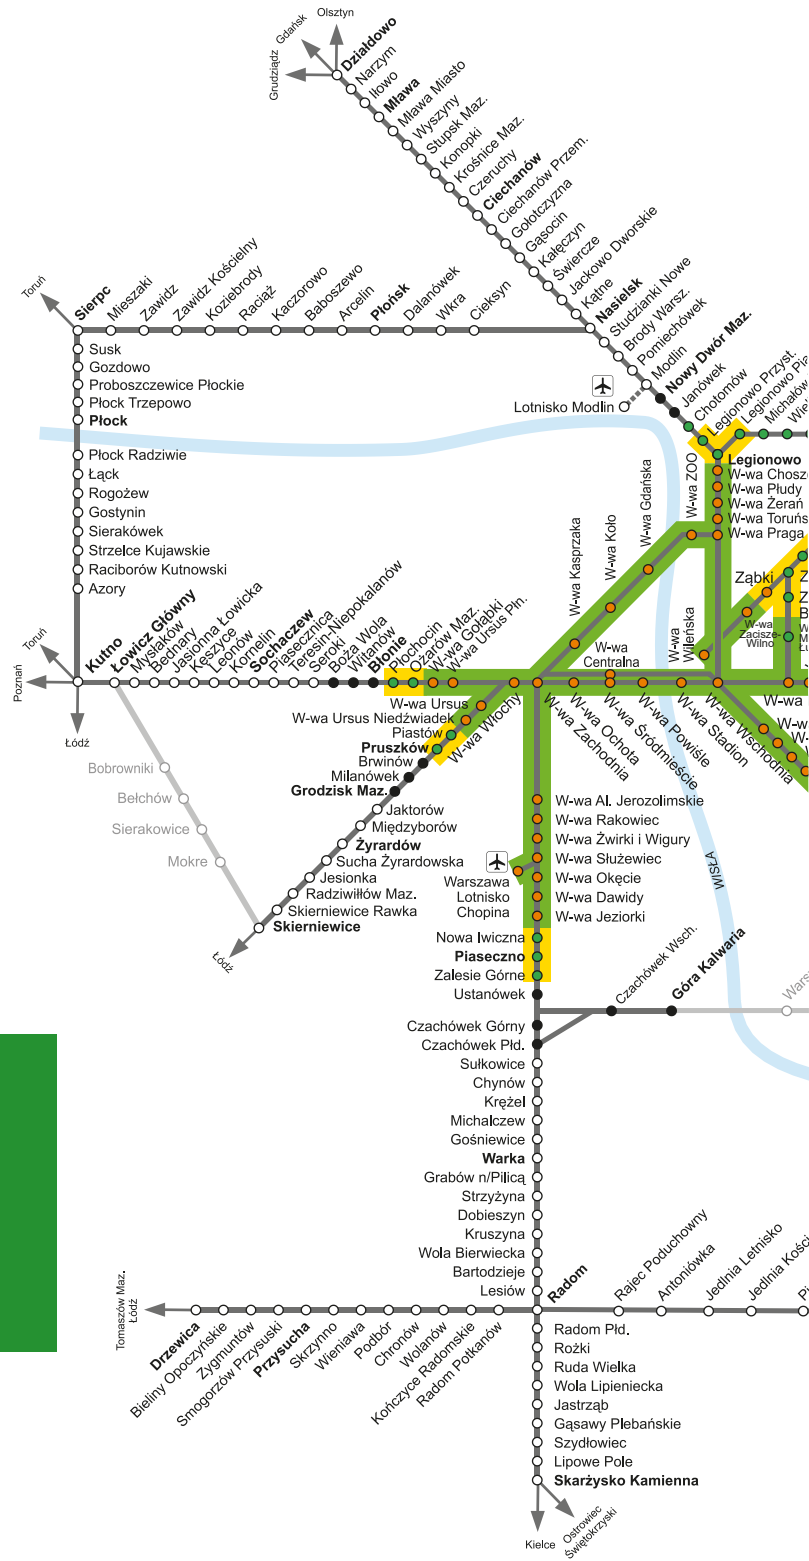 Olsztyn
Gdańsk
Grudziądz
Działdowo
Narzym
Iłowo
Mława
Mława Miasto
Wyszyny
Stupsk Maz.
Konopki
Krośnice Maz.
Czeruchy
Ciechanów
Ciechanów Przem.
Gołotczyzna
Gąsocin
Kałęczyn
Świercze
Jackowo Dworskie
Kątne
Nasielsk
Studzianki Nowe
Brody Warsz.
Pomiechówek
Modlin
Nowy Dwór Maz.
Janówek
Chotomów
Legionowo Przyst.
Lotnisko Modlin
Toruń
Sierpc
Mieszaki
Zawidz
Zawidz Kościelny
Koziebrody
Raciąż
Kaczorowo
Baboszewo
Arcelin
Płońsk
Dalanówek
Wkra
Cieksyn
Susk
Gozdowo
Proboszczewice Płockie
Płock Trzepowo
Płock
Płock Radziwie
Łąck
Rogożew
Gostynin
Sierakówek
Strzelce Kujawskie
Raciborów Kutnowski
Azory
Legionowo
W-wa Płudy
W-wa Żerań
W-wa Praga
W-wa ZOO
W-wa Gdańska
W-wa Koło
W-wa Kasprzaka
Ząbki
W-wa
Zacisze-
Wilno
W-wa
Wileńska
W-wa
Centralna
Toruń
Poznań
Łódź
Kutno
Łowicz Główny
Mysłaków
Bednary
Jasionna Łowicka
Kęszyce
Leonów
Kornelin
Sochaczew
Piasecznica
Teresin-Niepokalanów
Seroki
Boża Wola
Witanów
Błonie
Płochocin
Ożarów Maz.
W-wa Gołąbki
W-wa Ursus Płn.
W-wa Ursus
W-wa Ursus Niedźwiadek
Piastów
Pruszków
Brwinów
Milanówek
Grodzisk Maz.
Jaktorów
Międzyborów
Żyrardów
Sucha Żyrardowska
Jesionka
Radziwiłłów Maz.
Skierniewice Rawka
Skierniewice
Łódź
Bobrowniki
Bełchów
Sierakowice
Mokre
W-wa Włochy
W-wa Zachodnia
W-wa Ochota
W-wa Śródmieście
W-wa Powiśle
W-wa Stadion
W-wa Wschodnia
W-wa Al. Jerozolimskie
W-wa Rakowiec
W-wa Żwirki i Wigury
W-wa Służewiec
W-wa Okęcie
W-wa Dawidy
W-wa Jeziorki
Warszawa
Lotnisko
Chopina
WISŁA
Nowa Iwiczna
Piaseczno
Zalesie Górne
Ustanówek
Czachówek Wsch.
Góra Kalwaria
Czachówek Górny
Czachówek Płd.
Sułkowice
Chynów
Krężel
Michalczew
Gośniewice
Warka
Grabów n/Pilicą
Strzyżyna
Dobieszyn
Kruszyna
Wola Bierwiecka
Bartodzieje
Lesiów
Radom
Rajec Poduchowny
Antoniówka
Jedlnia Letnisko
Tomaszów Maz.
Łódź
Drzewica
Bieliny Opoczyńskie
Zygmuntów
Smogorzów Przysuski
Przysucha
Skrzynno
Wieniawa
Podbór
Chronów
Wolanów
Kończyce Radomskie
Radom Potkanów
Radom Płd.
Rożki
Ruda Wielka
Wola Lipieniecka
Jastrząb
Gąsawy Plebańskie
Szydłowiec
Lipowe Pole
Skarżysko Kamienna
Kielce
Ostrowiec
Świętokrzyski